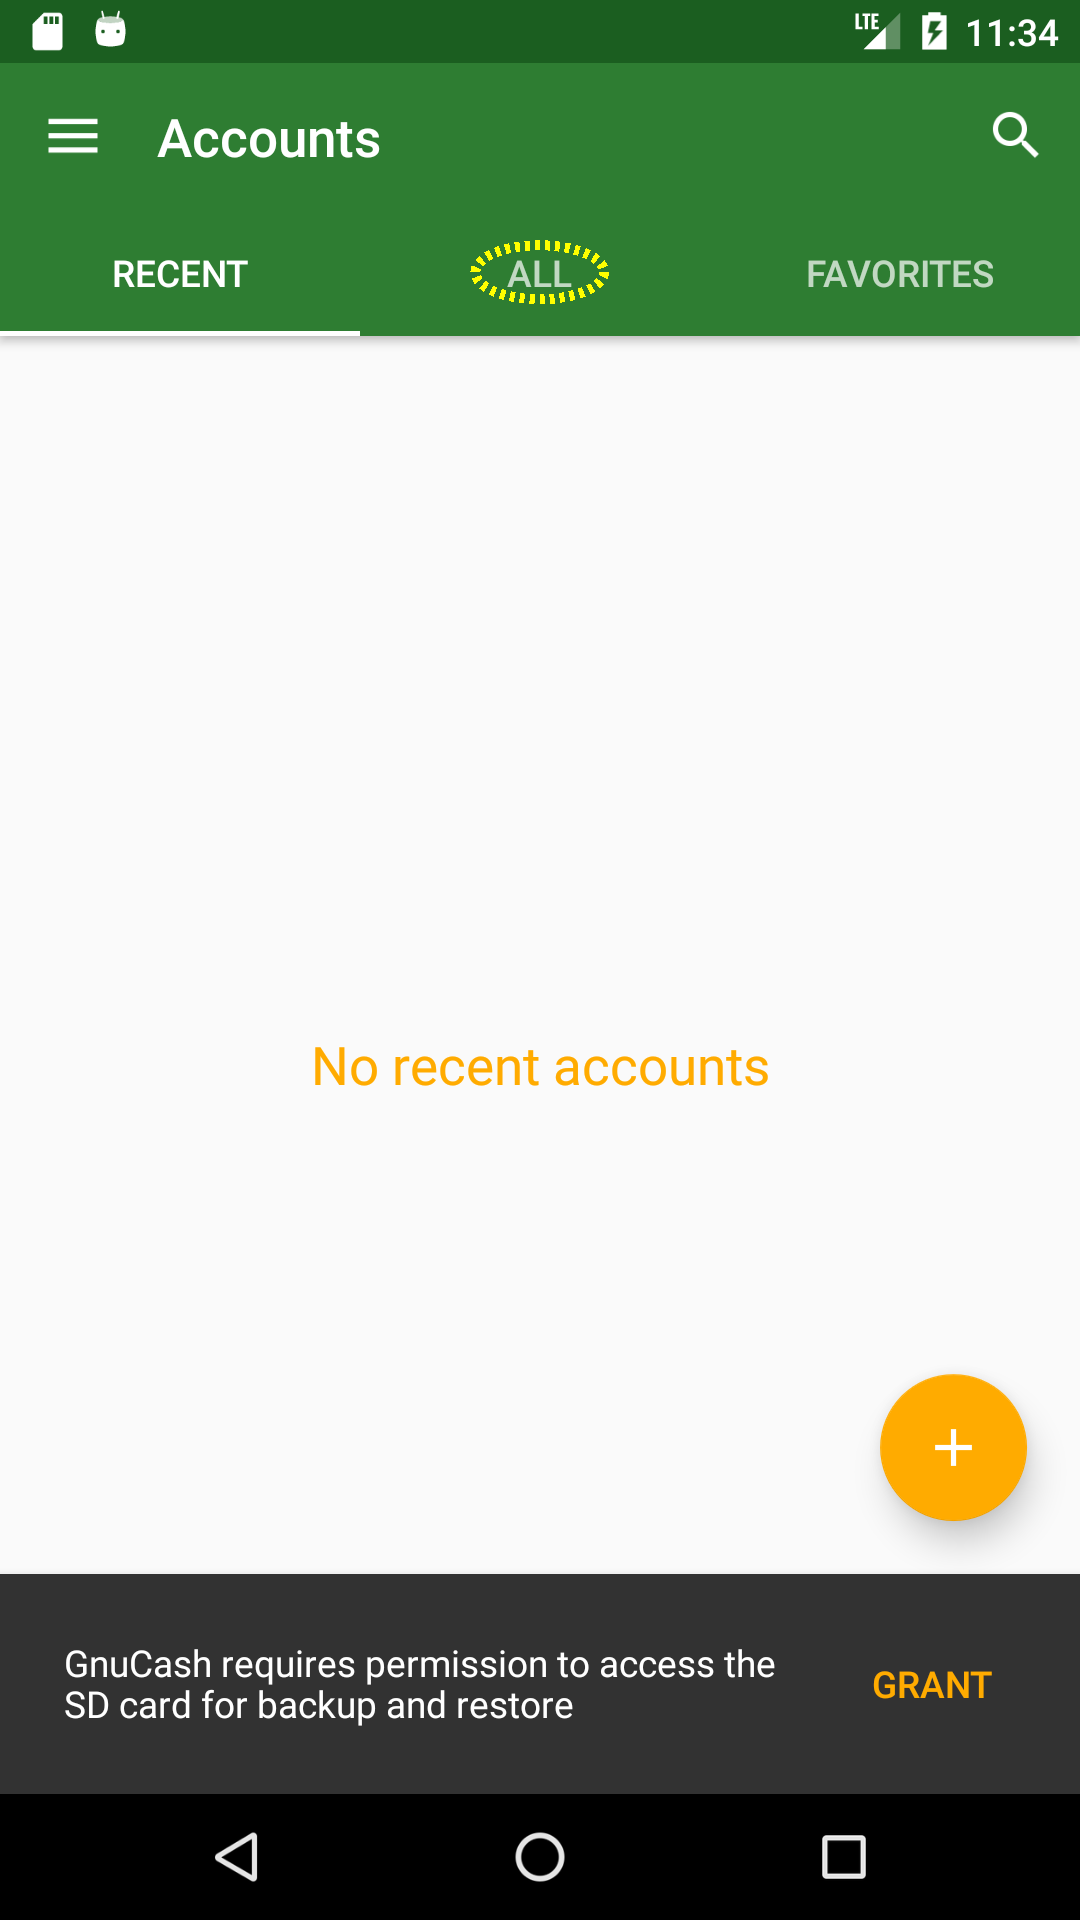 LTE 11:34
Accounts
RECENT ALL FAVORITES
No recent accounts
GnuCash requires permission to access the
SD card for backup and restore
GRANT